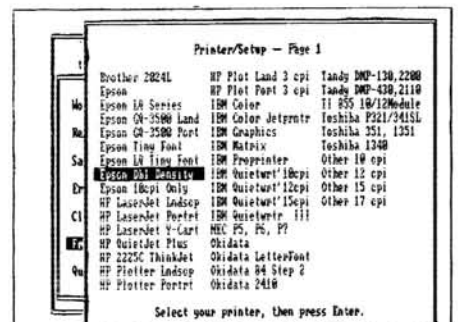 Printer/Setup — Page 1
Brother 2024L HP Plot Land 3 cpi Tandy DMP-130,2200
Epson HP Plot Port 3 cpi Tandy DMP-430,2110
Epson LQ Series IBM Color TI 855 10/12Module
Epson GQ-3500 Land IBM Color Jetprntr Toshiba P321/341SL
Epson GQ-3500 Port IBM Graphics Toshiba 351, 1351
Epson Tiny Font IBM Matrix Toshiba 1340
Epson LQ Tiny Font IBM Proprinter Other 10 cpi
Epson Dbl Density IBM Quietwrt'10cpi Other 12 cpi
Epson 10cpi Only IBM Quietwrt'12cpi Other 15 cpi
HP LaserJet Lndscp IBM Quietwrt'15cpi Other 17 cpi
HP LaserJet Portrt IBM Quietwrtr III
HP LaserJet Y-Cart NEC P5, P6, P7
HP QuietJet Plus Okidata
HP 2225C ThinkJet Okidata LetterFont
HP Plotter Lndscp Okidata 84 Step 2
HP Plotter Portrt Okidata 2410
Select your printer, then press Enter.
t
Wo
Re
Sa
Er
Cl
Qu